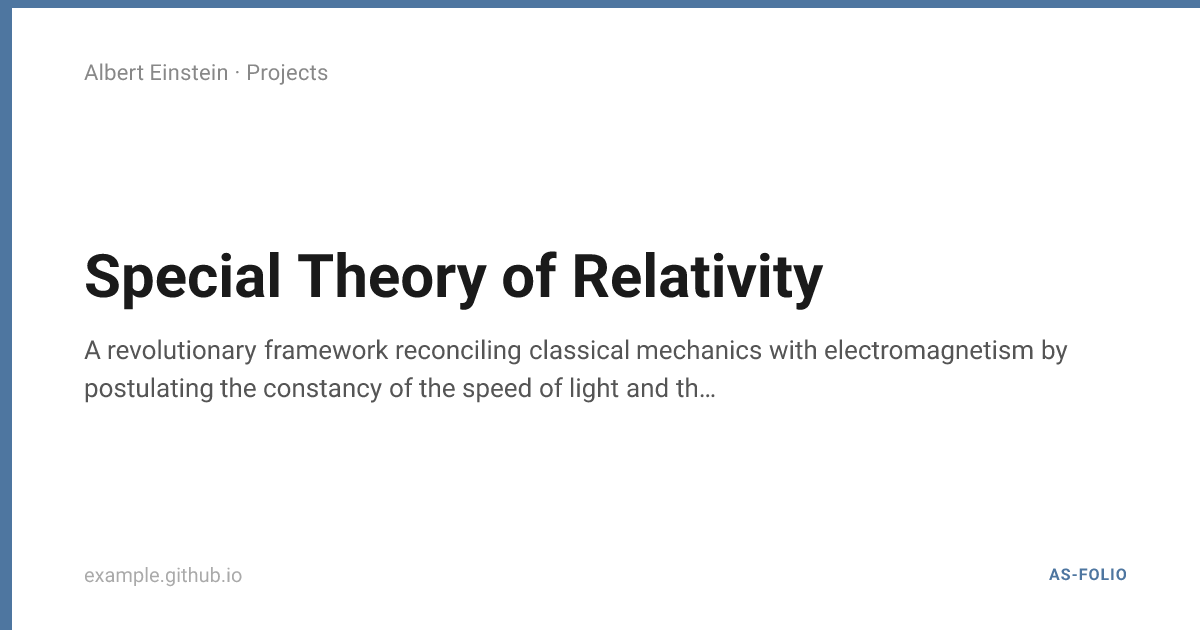 Albert Einstein · Projects
Special Theory of Relativity
A revolutionary framework reconciling classical mechanics with electromagnetism by
postulating the constancy of the speed of light and th…
example.github.io
AS-FOLIO